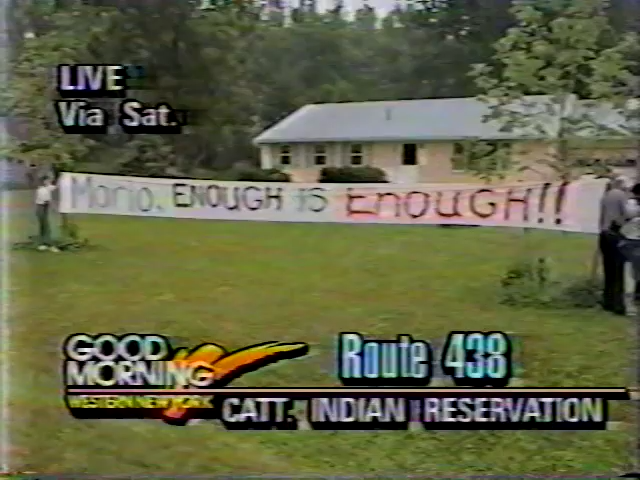 LIVE
Via Sat.
Mario, ENOUGH is ENOUGH!!
GOOD
MORNING
WESTERN NEW YORK
Route 438
CATT. INDIAN RESERVATION